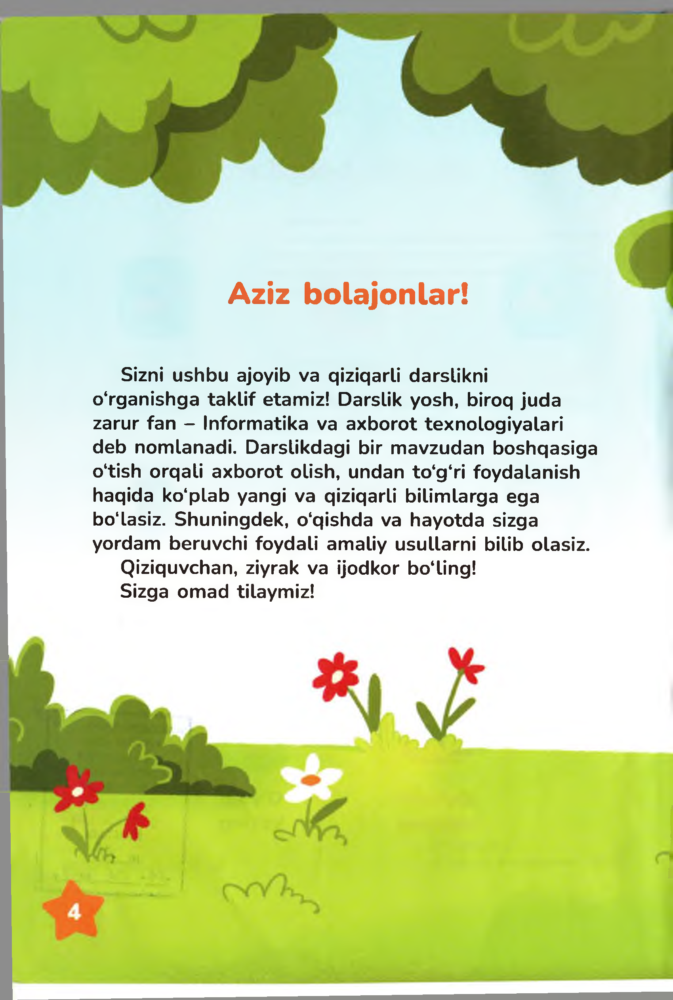 Aziz bolajonlar!
Sizni ushbu ajoyib va qiziqarli darslikni
o‘rganishga taklif etamiz! Darslik yosh, biroq juda
zarur fan – Informatika va axborot texnologiyalari
deb nomlanadi. Darslikdagi bir mavzudan boshqasiga
o‘tish orqali axborot olish, undan to‘g‘ri foydalanish
haqida ko‘plab yangi va qiziqarli bilimlarga ega
bo‘lasiz. Shuningdek, o‘qishda va hayotda sizga
yordam beruvchi foydali amaliy usullarni bilib olasiz.
Qiziquvchan, ziyrak va ijodkor bo‘ling!
Sizga omad tilaymiz!
4